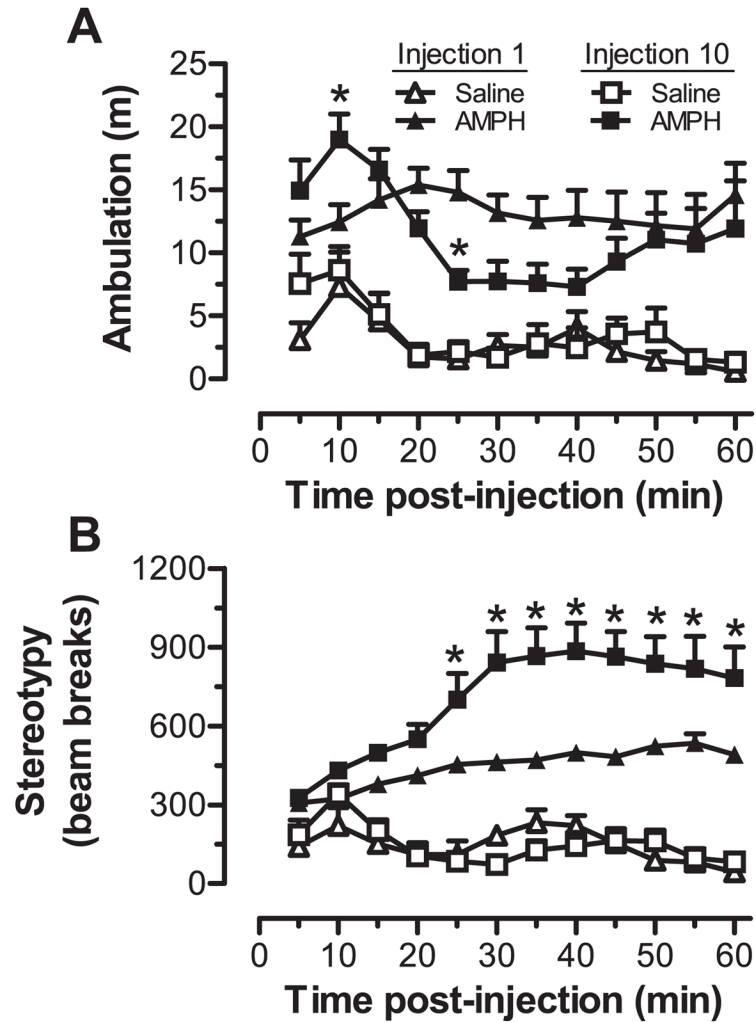 A
Injection 1 Injection 10
Saline Saline
AMPH AMPH
Ambulation (m)
25
20
15
10
5
0
*
*
0 10 20 30 40 50 60
Time post-injection (min)
B
Stereotypy
(beam breaks)
1200
900
600
300
0
* * * * * * * *
0 10 20 30 40 50 60
Time post-injection (min)